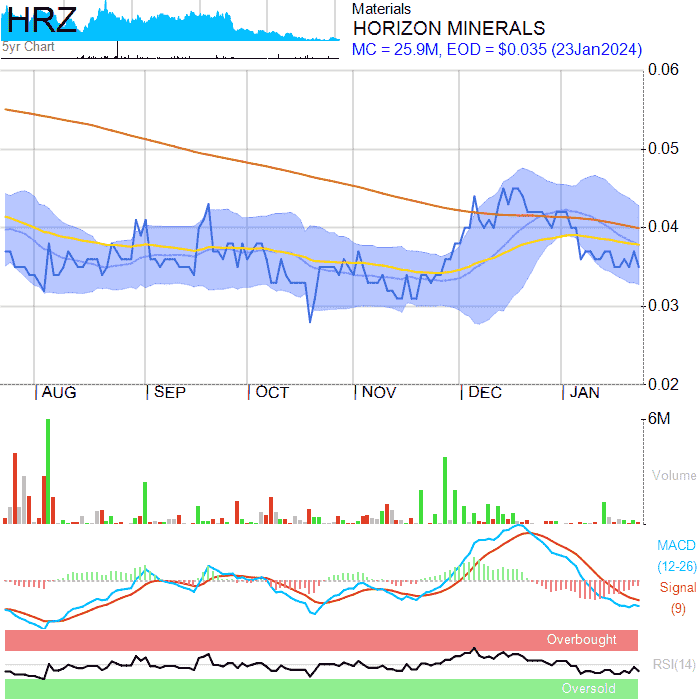 HRZ
5yr Chart
Materials
HORIZON MINERALS
MC = 25.9M, EOD = $0.035 (23Jan2024)
0.06
0.05
0.04
0.03
0.02
AUG SEP OCT NOV DEC JAN
6M
Volume
MACD
(12-26)
Signal
(9)
Overbought
RSI(14)
Oversold